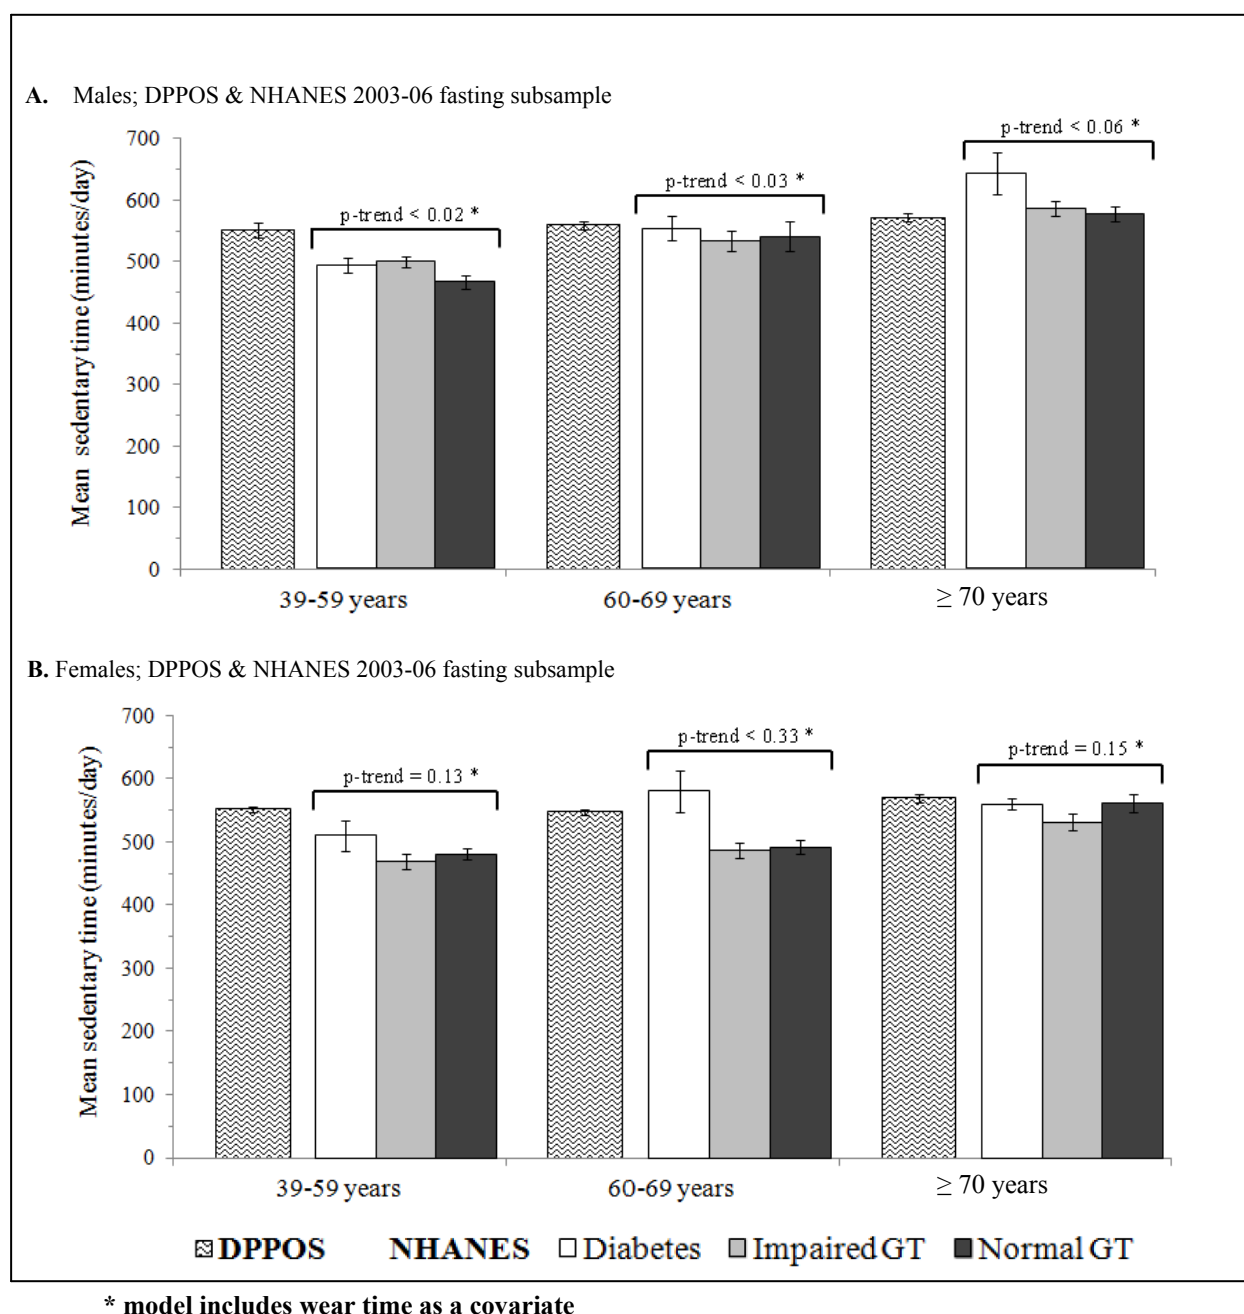 A. Males; DPPOS & NHANES 2003-06 fasting subsample
Mean sedentary time (minutes/day)
700
600
500
400
300
200
100
0
p-trend < 0.02 *
p-trend < 0.03 *
p-trend < 0.06 *
39-59 years 60-69 years ≥ 70 years
B. Females; DPPOS & NHANES 2003-06 fasting subsample
Mean sedentary time (minutes/day)
700
600
500
400
300
200
100
0
p-trend = 0.13 *
p-trend < 0.33 *
p-trend = 0.15 *
39-59 years 60-69 years ≥ 70 years
DPPOS NHANES Diabetes Impaired GT Normal GT
* model includes wear time as a covariate